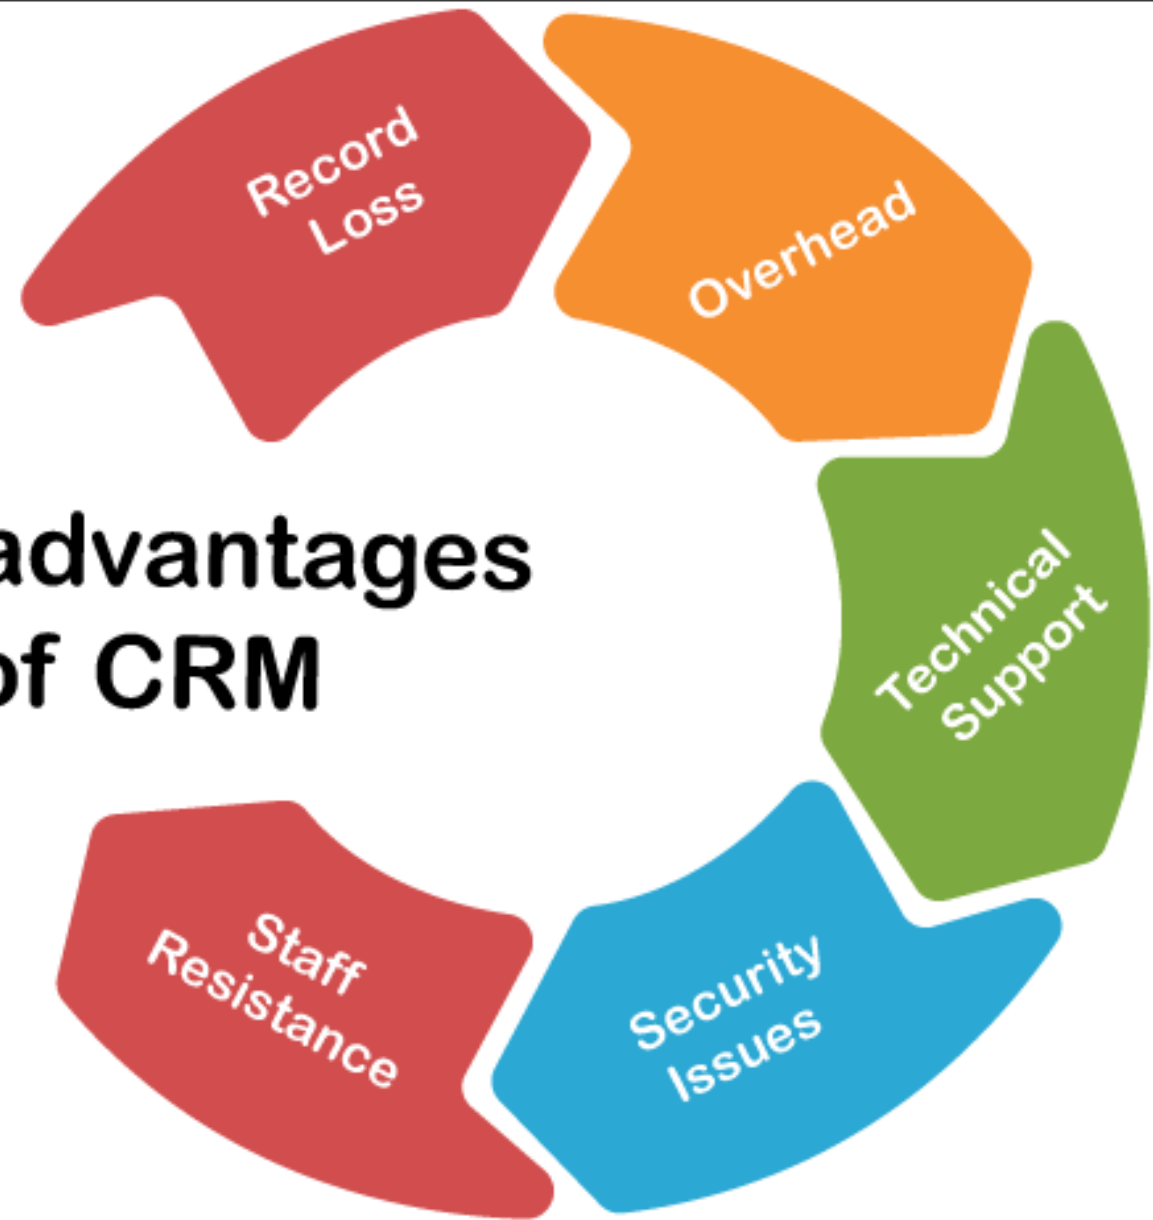 Record
Loss
Overhead
Technical
Support
Security
Issues
Staff
Resistance
advantages
of CRM